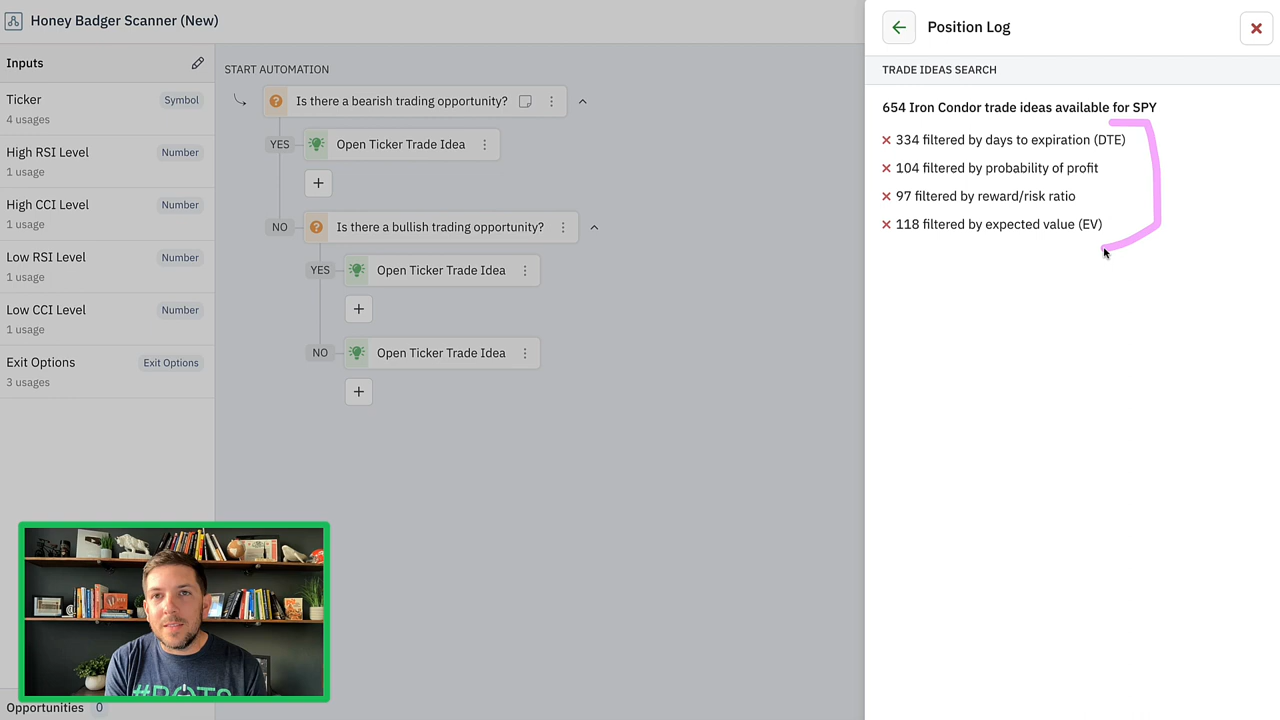 Honey Badger Scanner (New)
Inputs
Ticker
Symbol
4 usages
High RSI Level
Number
1 usage
High CCI Level
Number
1 usage
Low RSI Level
Number
1 usage
Low CCI Level
Number
1 usage
Exit Options
Exit Options
3 usages
Opportunities 0
START AUTOMATION
Is there a bearish trading opportunity?
YES
Open Ticker Trade Idea
NO
Is there a bullish trading opportunity?
YES
Open Ticker Trade Idea
NO
Open Ticker Trade Idea
Position Log
TRADE IDEAS SEARCH
654 Iron Condor trade ideas available for SPY
334 filtered by days to expiration (DTE)
104 filtered by probability of profit
97 filtered by reward/risk ratio
118 filtered by expected value (EV)